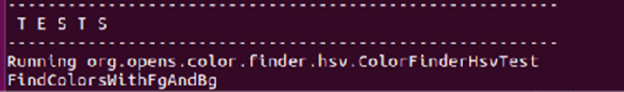 -------------------------------------------------------
T E S T S
-------------------------------------------------------
Running org.opens.color.finder.hsv.ColorFinderHsvTest
FindColorsWithFgAndBg